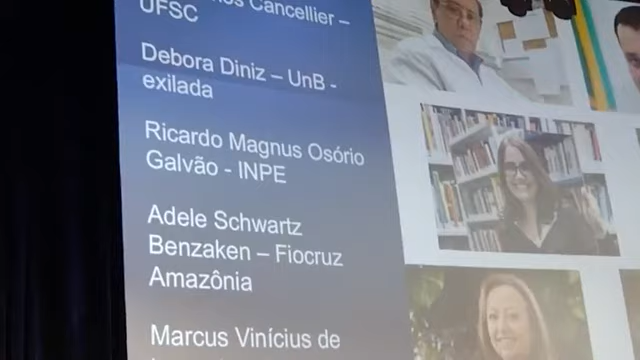 Cancellier –
UFSC
Debora Diniz – UnB -
exilada
Ricardo Magnus Osório
Galvão - INPE
Adele Schwartz
Benzaken – Fiocruz
Amazônia
Marcus Vinícius de